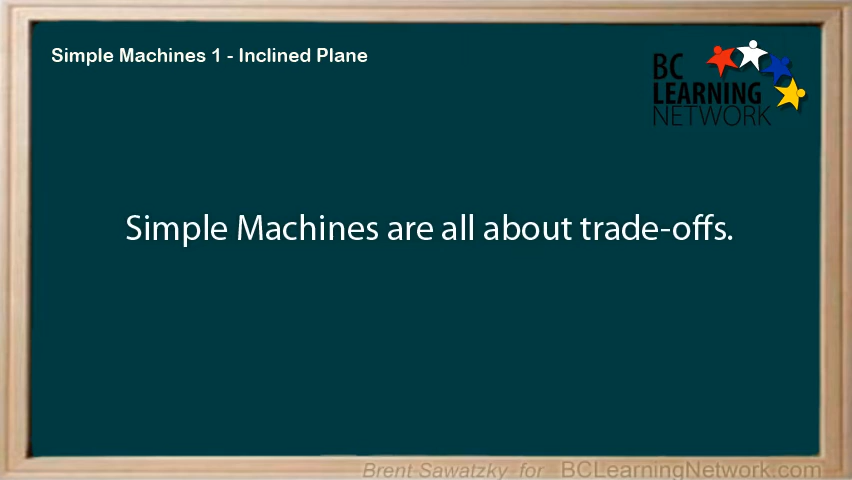 Simple Machines 1 - Inclined Plane
BC
LEARNING
NETWORK
Simple Machines are all about trade-offs.
Brent Sawatzky for BCLearningNetwork.com